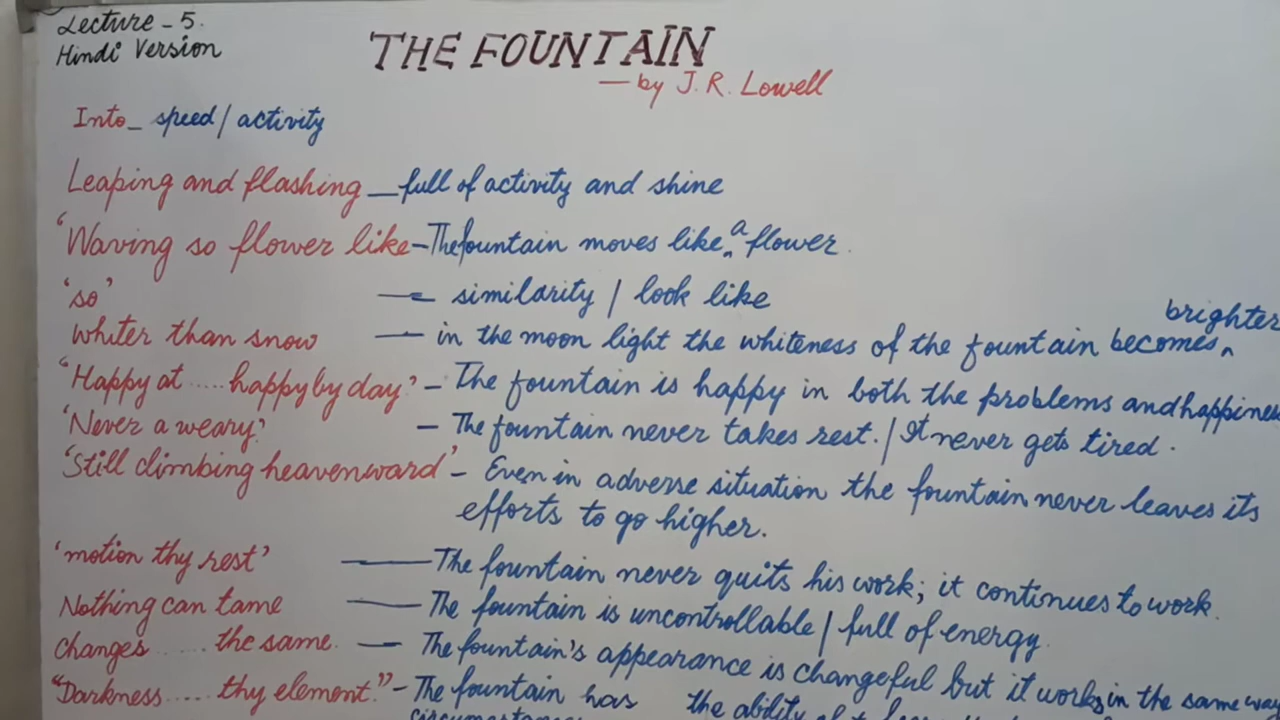 Lecture - 5.
Hindi Version
THE FOUNTAIN
— by J. R. Lowell
Into_ speed / activity
Leaping and flashing — full of activity and shine
'Waving so flower like - The fountain moves like a flower.
'so' — similarity / look like
brighter
whiter than snow — in the moon light the whiteness of the fountain becomes
"Happy at ..... happy by day' - The fountain is happy in both the problems and happines
'Never a weary' - The fountain never takes rest. / It never gets tired.
'Still climbing heavenward' - Even in adverse situation the fountain never leaves its
efforts to go higher.
'motion thy rest' — The fountain never quits his work; it continues to work.
Nothing can tame — The fountain is uncontrollable / full of energy.
Changes ...... the same. — The fountain's appearance is changeful but it works in the same wa
"Darkness .... thy element." - The fountain has the ability